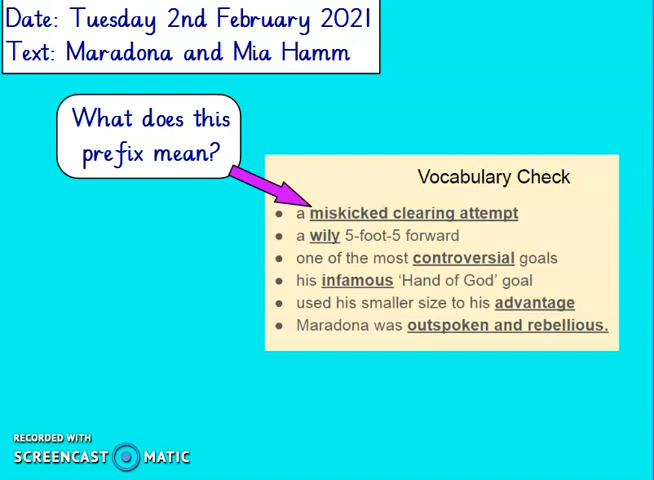 Date: Tuesday 2nd February 2021
Text: Maradona and Mia Hamm
What does this
prefix mean?
Vocabulary Check
● a miskicked clearing attempt
● a wily 5-foot-5 forward
● one of the most controversial goals
● his infamous ‘Hand of God’ goal
● used his smaller size to his advantage
● Maradona was outspoken and rebellious.
RECORDED WITH
SCREENCAST MATIC